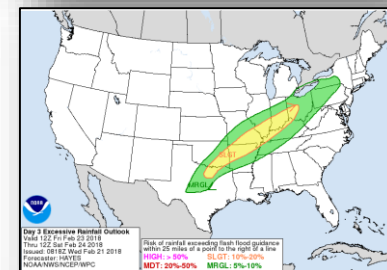 SLGT
MRGL
noaa
Day 3 Excessive Rainfall Outlook
Valid 12Z Fri Feb 23 2018
Thru 12Z Sat Feb 24 2018
Issued: 0818Z Wed Feb 21 2018
Forecaster: HAYES
NOAA/NWS/NCEP/WPC
Risk of rainfall exceeding flash flood guidance
within 25 miles of a point to the right of a line
HIGH: > 50% SLGT: 10%-20%
MDT: 20%-50% MRGL: 5%-10%